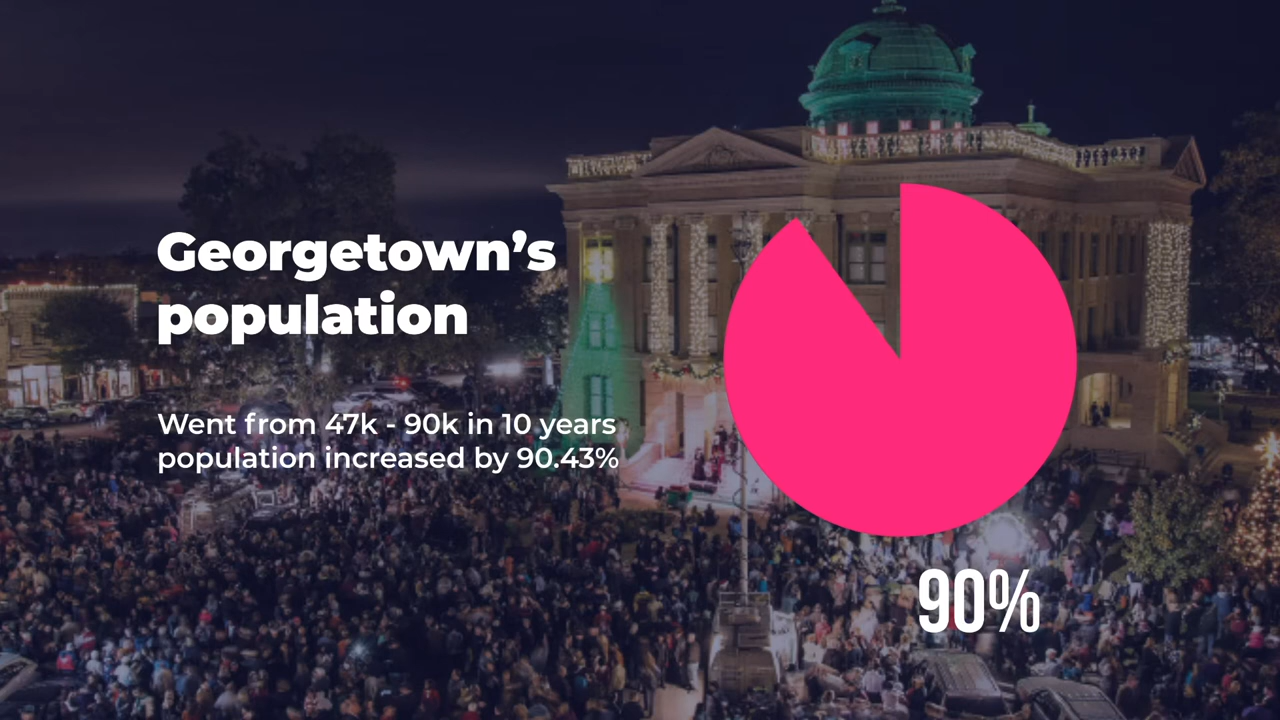 Georgetown’s
population
Went from 47k - 90k in 10 years
population increased by 90.43%
90%